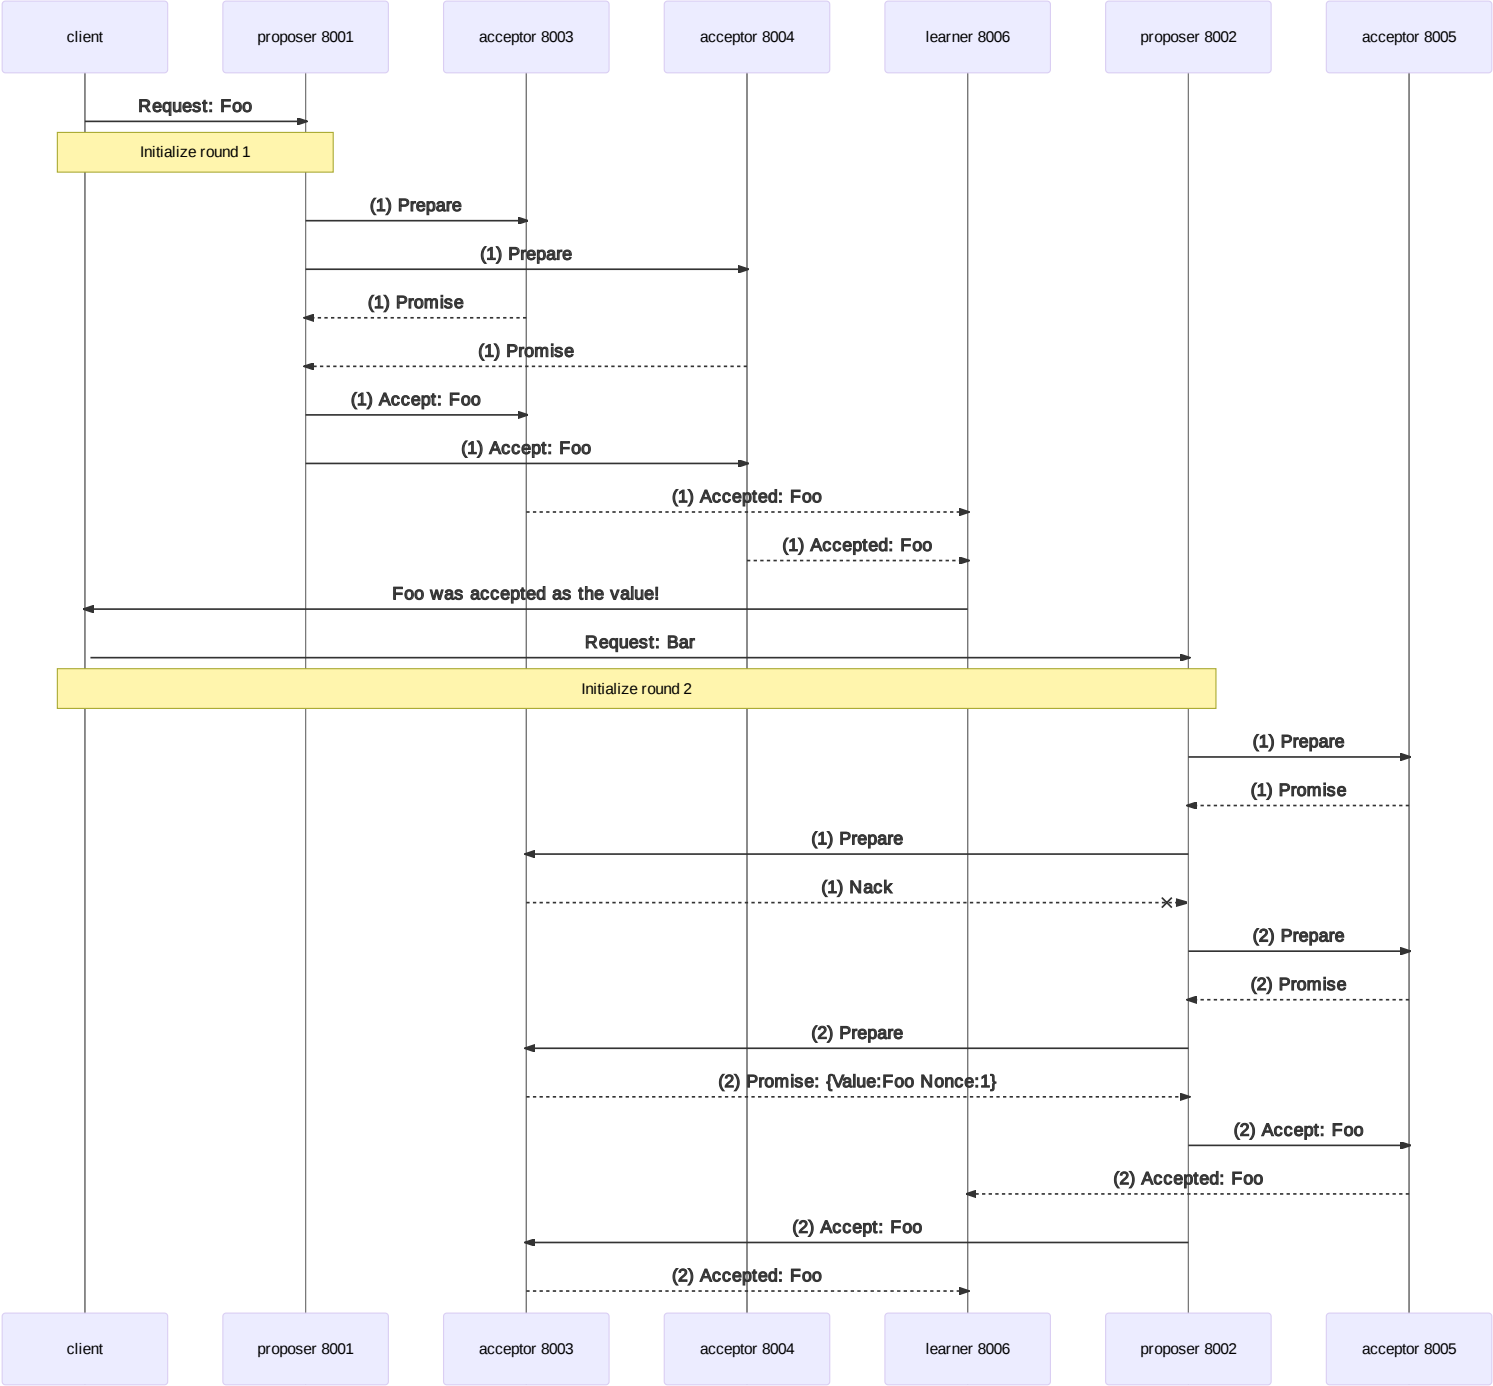 client
proposer 8001
acceptor 8003
acceptor 8004
learner 8006
proposer 8002
acceptor 8005
Request: Foo
Initialize round 1
(1) Prepare
(1) Prepare
(1) Promise
(1) Promise
(1) Accept: Foo
(1) Accept: Foo
(1) Accepted: Foo
(1) Accepted: Foo
Foo was accepted as the value!
Request: Bar
Initialize round 2
(1) Prepare
(1) Promise
(1) Prepare
(1) Nack
(2) Prepare
(2) Promise
(2) Prepare
(2) Promise: {Value:Foo Nonce:1}
(2) Accept: Foo
(2) Accepted: Foo
(2) Accept: Foo
(2) Accepted: Foo
client
proposer 8001
acceptor 8003
acceptor 8004
learner 8006
proposer 8002
acceptor 8005